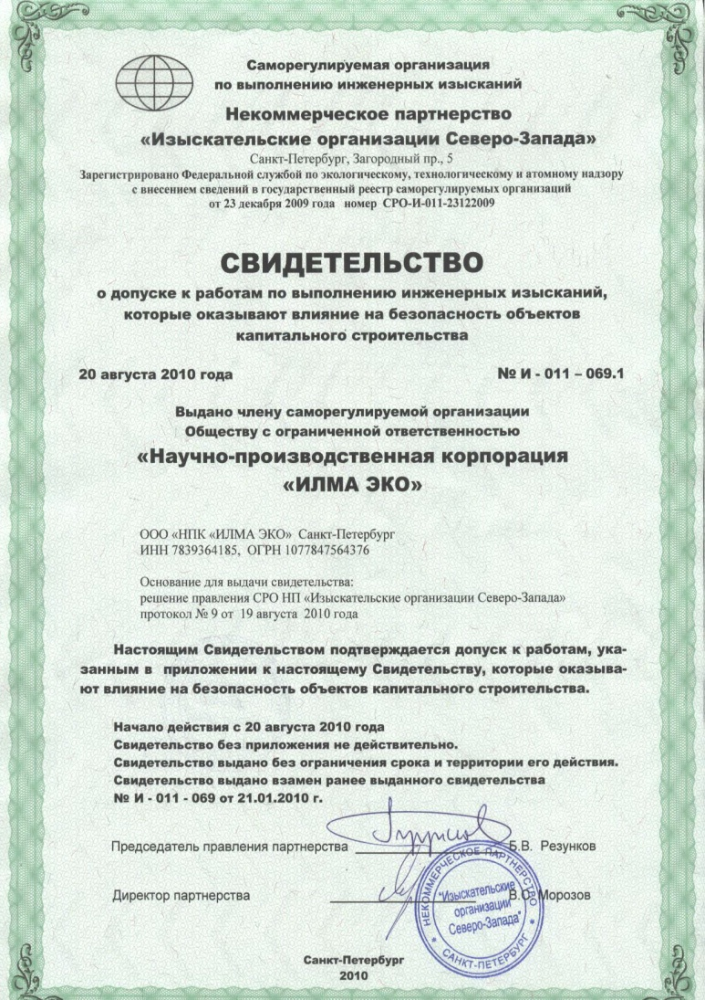 Саморегулируемая организация
по выполнению инженерных изысканий
Некоммерческое партнерство
«Изыскательские организации Северо-Запада»
Санкт-Петербург, Загородный пр., 5
Зарегистрировано Федеральной службой по экологическому, технологическому и атомному надзору
с внесением сведений в государственный реестр саморегулируемых организаций
от 23 декабря 2009 года номер СРО-И-011-23122009
СВИДЕТЕЛЬСТВО
о допуске к работам по выполнению инженерных изысканий,
которые оказывают влияние на безопасность объектов
капитального строительства
20 августа 2010 года № И - 011 – 069.1
Выдано члену саморегулируемой организации
Обществу с ограниченной ответственностью
«Научно-производственная корпорация
«ИЛМА ЭКО»
ООО «НПК «ИЛМА ЭКО» Санкт-Петербург
ИНН 7839364185, ОГРН 1077847564376
Основание для выдачи свидетельства:
решение правления СРО НП «Изыскательские организации Северо-Запада»
протокол № 9 от 19 августа 2010 года
Настоящим Свидетельством подтверждается допуск к работам, ука-
занным в приложении к настоящему Свидетельству, которые оказыва-
ют влияние на безопасность объектов капитального строительства.
Начало действия с 20 августа 2010 года
Свидетельство без приложения не действительно.
Свидетельство выдано без ограничения срока и территории его действия.
Свидетельство выдано взамен ранее выданного свидетельства
№ И - 011 - 069 от 21.01.2010 г.
Председатель правления партнерства Б.В. Резунков
Директор партнерства В.С. Морозов
НЕКОММЕРЧЕСКОЕ ПАРТНЕРСТВО
"Изыскательские
организации
Северо-Запада"
* САНКТ-ПЕТЕРБУРГ *
Санкт-Петербург
2010